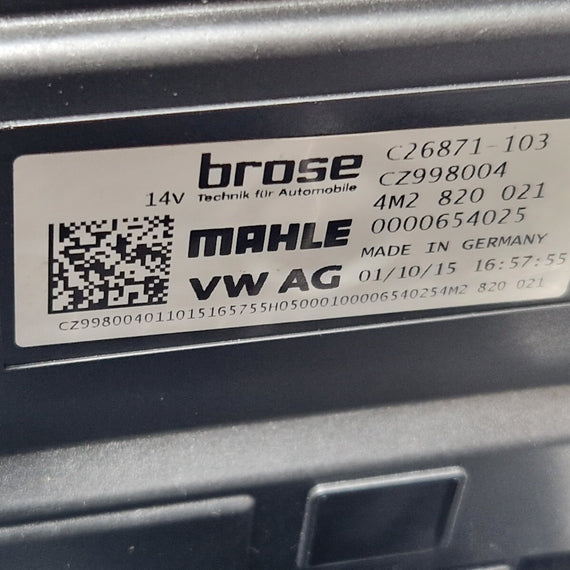 brose C26871-103
Technik für Automobile CZ998004
14V 4M2 820 021
MAHLE 0000654025
MADE IN GERMANY
VW AG 01/10/15 16:57:55
CZ998004011015165755H05000100006540254M2 820 021